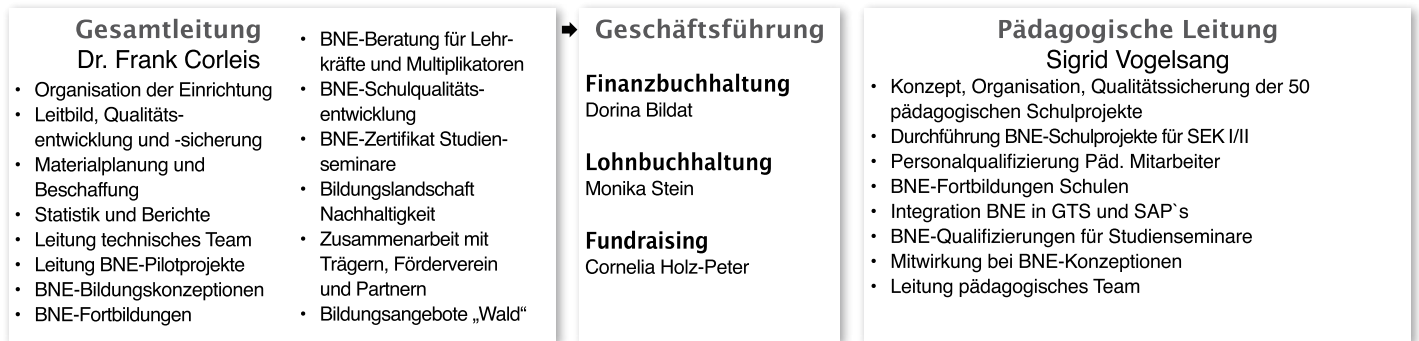 Gesamtleitung
Dr. Frank Corleis
• Organisation der Einrichtung
• Leitbild, Qualitäts-
entwicklung und -sicherung
• Materialplanung und
Beschaffung
• Statistik und Berichte
• Leitung technisches Team
• Leitung BNE-Pilotprojekte
• BNE-Bildungskonzeptionen
• BNE-Fortbildungen
• BNE-Beratung für Lehr-
kräfte und Multiplikatoren
• BNE-Schulqualitäts-
entwicklung
• BNE-Zertifikat Studien-
seminare
• Bildungslandschaft
Nachhaltigkeit
• Zusammenarbeit mit
Trägern, Förderverein
und Partnern
• Bildungsangebote „Wald“
Geschäftsführung
Finanzbuchhaltung
Dorina Bildat
Lohnbuchhaltung
Monika Stein
Fundraising
Cornelia Holz-Peter
Pädagogische Leitung
Sigrid Vogelsang
• Konzept, Organisation, Qualitätssicherung der 50
pädagogischen Schulprojekte
• Durchführung BNE-Schulprojekte für SEK I/II
• Personalqualifizierung Päd. Mitarbeiter
• BNE-Fortbildungen Schulen
• Integration BNE in GTS und SAP`s
• BNE-Qualifizierungen für Studienseminare
• Mitwirkung bei BNE-Konzeptionen
• Leitung pädagogisches Team